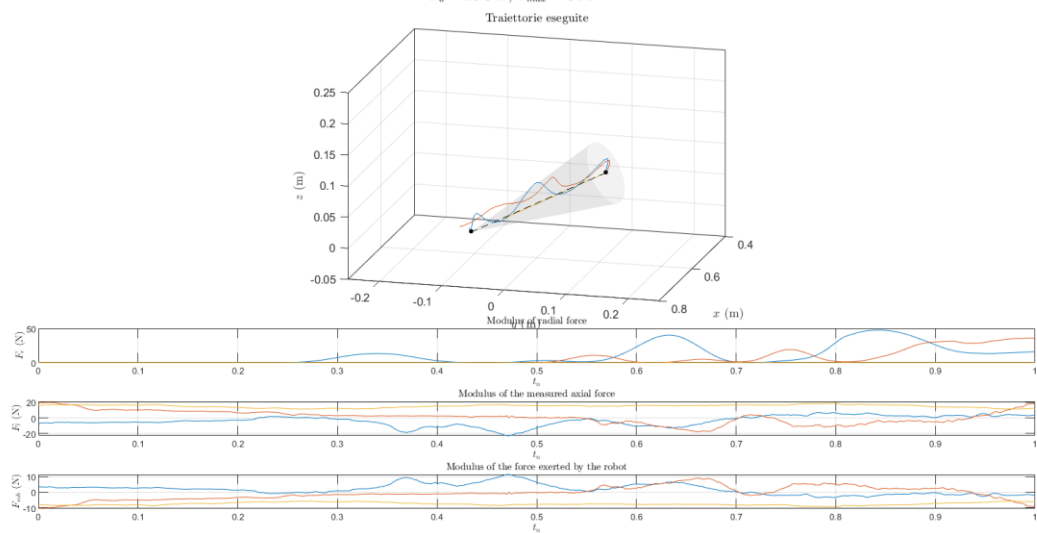 Traiettorie eseguite
0.25
0.2
0.15
0.1
0.05
0
-0.05
z (m)
-0.2
-0.1
0
0.1
0.2
0.4
0.6
0.8
x (m)
(m)
Modulus of radial force
50
0
F_r (N)
0 0.1 0.2 0.3 0.4 0.5 0.6 0.7 0.8 0.9 1
t_n
Modulus of the measured axial force
20
0
-20
(N)
0 0.1 0.2 0.3 0.4 0.5 0.6 0.7 0.8 0.9 1
t_n
Modulus of the force exerted by the robot
10
0
-10
(N)
0 0.1 0.2 0.3 0.4 0.5 0.6 0.7 0.8 0.9 1
t_n